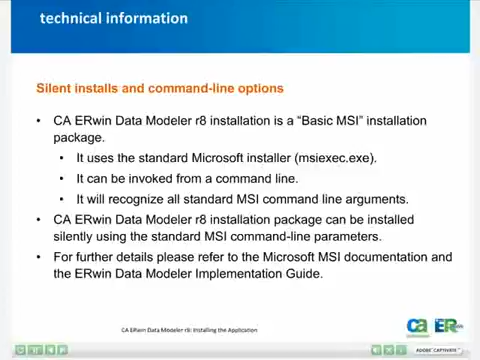 technical information
Silent installs and command-line options
• CA ERwin Data Modeler r8 installation is a “Basic MSI” installation
package.
• It uses the standard Microsoft installer (msiexec.exe).
• It can be invoked from a command line.
• It will recognize all standard MSI command line arguments.
• CA ERwin Data Modeler r8 installation package can be installed
silently using the standard MSI command-line parameters.
• For further details please refer to the Microsoft MSI documentation and
the ERwin Data Modeler Implementation Guide.
CA ERwin Data Modeler r8: Installing the Application
ca ERwin
ADOBE CAPTIVATE